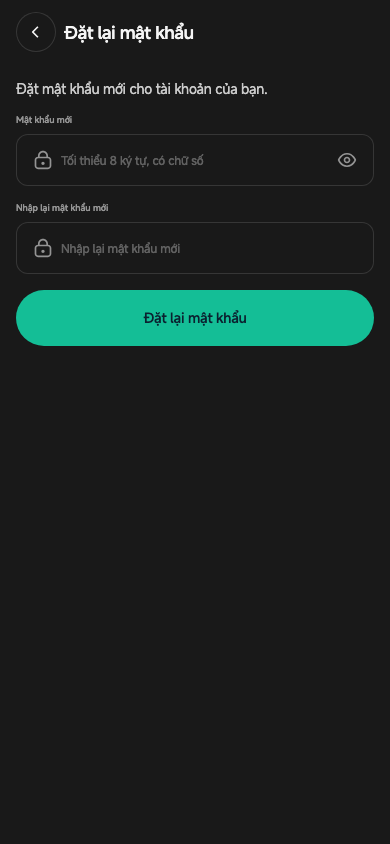 Đặt lại mật khẩu
Đặt mật khẩu mới cho tài khoản của bạn.
Mật khẩu mới
Tối thiểu 8 ký tự, có chữ số
Nhập lại mật khẩu mới
Nhập lại mật khẩu mới
Đặt lại mật khẩu